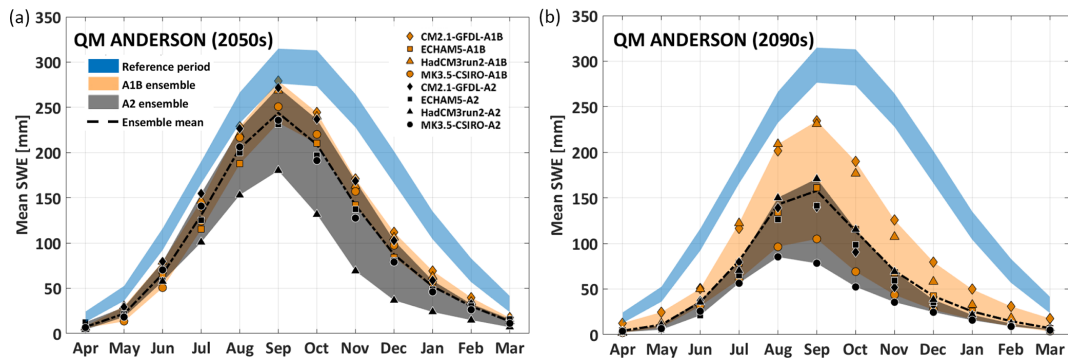 (a)
QM ANDERSON (2050s)
Reference period
A1B ensemble
A2 ensemble
Ensemble mean
CM2.1-GFDL-A1B
ECHAM5-A1B
HadCM3run2-A1B
MK3.5-CSIRO-A1B
CM2.1-GFDL-A2
ECHAM5-A2
HadCM3run2-A2
MK3.5-CSIRO-A2
Mean SWE [mm]
350
300
250
200
150
100
50
0
Apr May Jun Jul Aug Sep Oct Nov Dec Jan Feb Mar
(b)
QM ANDERSON (2090s)
Mean SWE [mm]
350
300
250
200
150
100
50
0
Apr May Jun Jul Aug Sep Oct Nov Dec Jan Feb Mar